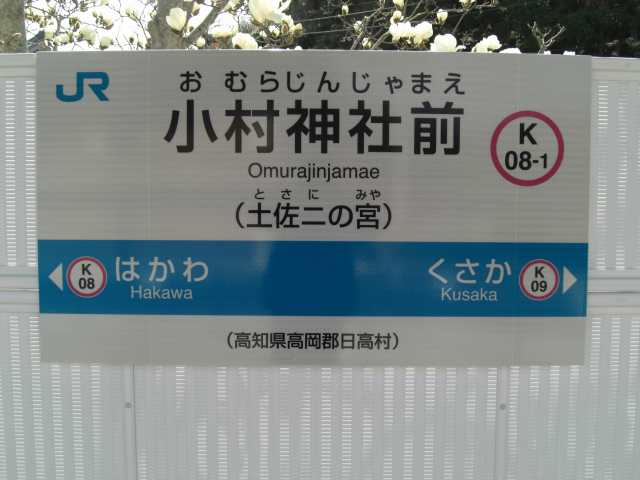 JR
おむらじんじゃまえ
小村神社前
K
08-1
Omurajinjamae
とさに みや
（土佐二の宮）
K
08
はかわ
Hakawa
くさか
Kusaka
K
09
（高知県高岡郡日高村）